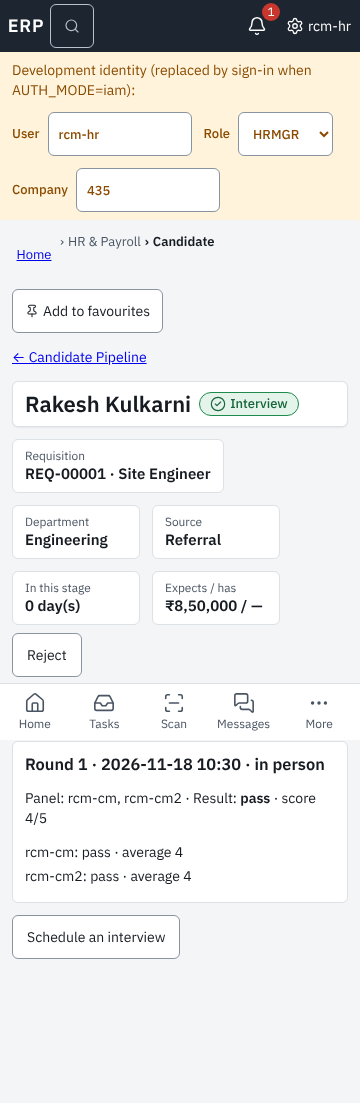 ERP
1
rcm-hr
Development identity (replaced by sign-in when
AUTH_MODE=iam):
User rcm-hr Role HRMGR
Company 435
Home › HR & Payroll › Candidate
Add to favourites
← Candidate Pipeline
Rakesh Kulkarni Interview
Requisition
REQ-00001 · Site Engineer
Department
Engineering
Source
Referral
In this stage
0 day(s)
Expects / has
₹8,50,000 / —
Reject
Home Tasks Scan Messages More
Round 1 · 2026-11-18 10:30 · in person
Panel: rcm-cm, rcm-cm2 · Result: pass · score
4/5
rcm-cm: pass · average 4
rcm-cm2: pass · average 4
Schedule an interview